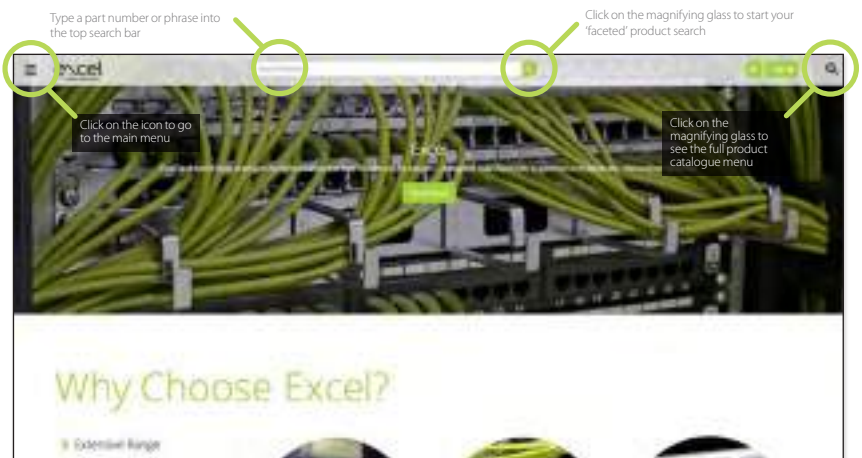 Type a part number or phrase into
the top search bar
Click on the magnifying glass to start your
'faceted' product search
excel
Click on the icon to go
to the main menu
Click on the
magnifying glass to
see the full product
catalogue menu
Excel
Why Choose Excel?
Extensive Range